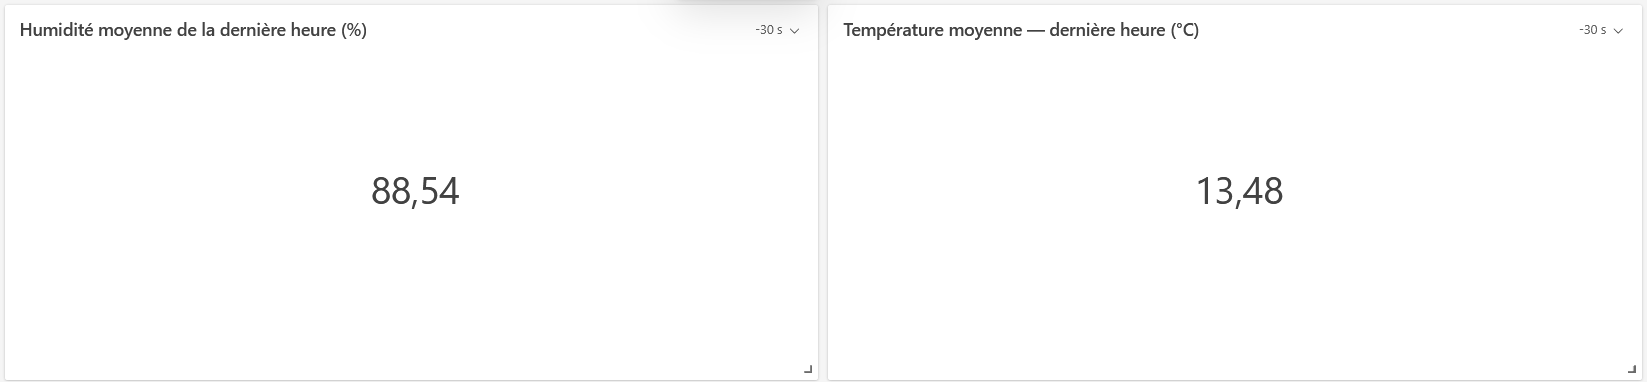 Humidité moyenne de la dernière heure (%)
-30 s
88,54
Température moyenne — dernière heure (°C)
-30 s
13,48